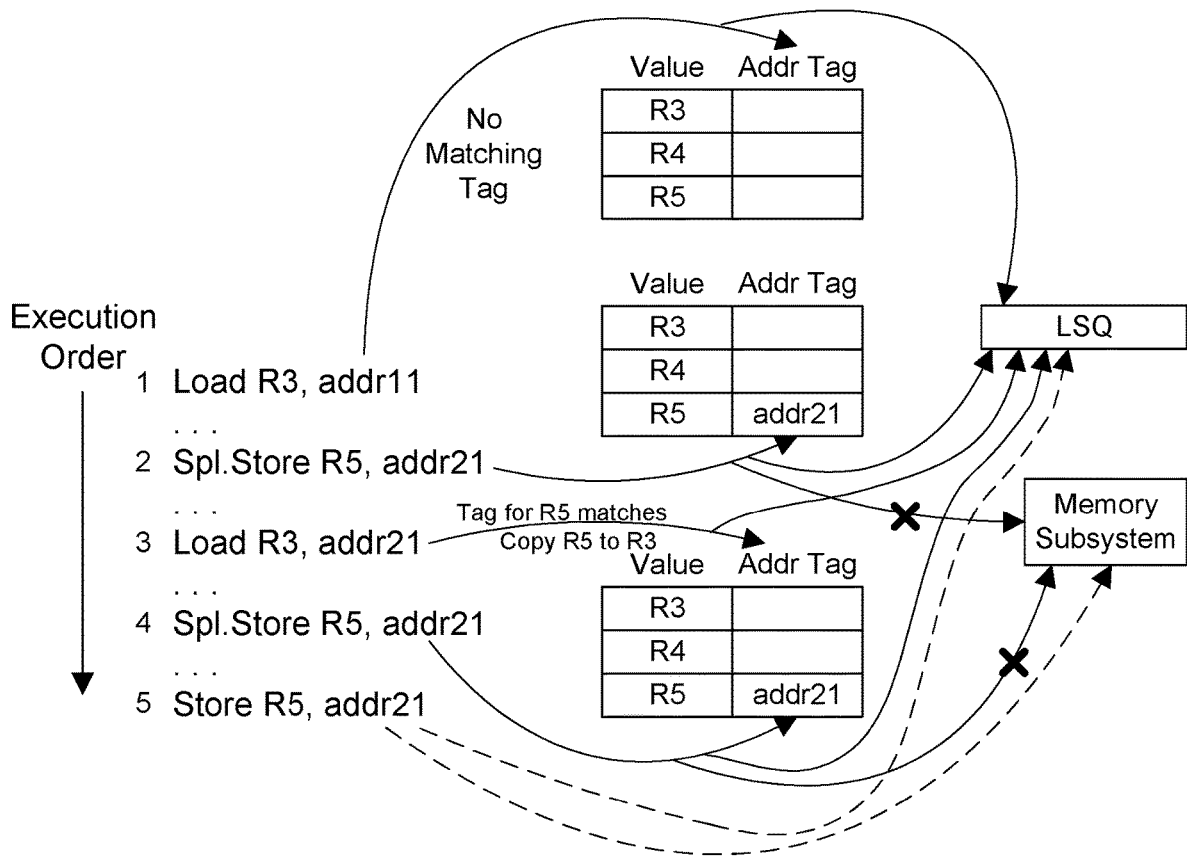 Value Addr Tag
R3
R4
R5
No
Matching
Tag
Value Addr Tag
R3
R4
R5 addr21
LSQ
Execution
Order
1 Load R3, addr11
. . .
2 Spl.Store R5, addr21
. . .
3 Load R3, addr21
. . .
4 Spl.Store R5, addr21
. . .
5 Store R5, addr21
Tag for R5 matches
Copy R5 to R3
Value Addr Tag
R3
R4
R5 addr21
Memory
Subsystem